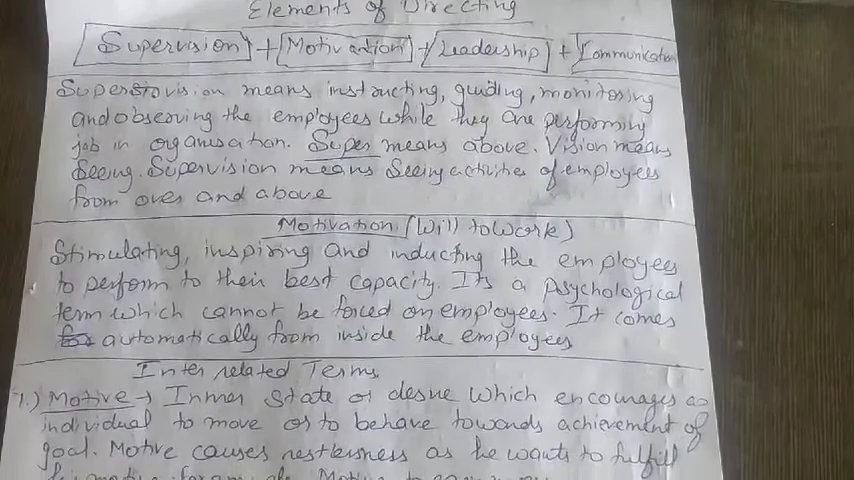 Elements of Directing
Supervision + Motivation + Leadership + Communication
Supervision means instructing, guiding, monitoring
and observing the employees while they are performing
job in organisation. Super means above. Vision means
Seeing. Supervision means Seeing activities of employees
from over and above
Motivation (Will to work)
Stimulating, inspiring and inducting the employees
to perform to their best capacity. Its a psychological
term which cannot be forced on employees. It comes
automatically from inside the employees
Inter related Terms
1.) Motive → Inner State or desire which encourages an
individual to move or to behave towards achievement of
goal. Motive causes restlessness as he wants to fulfill